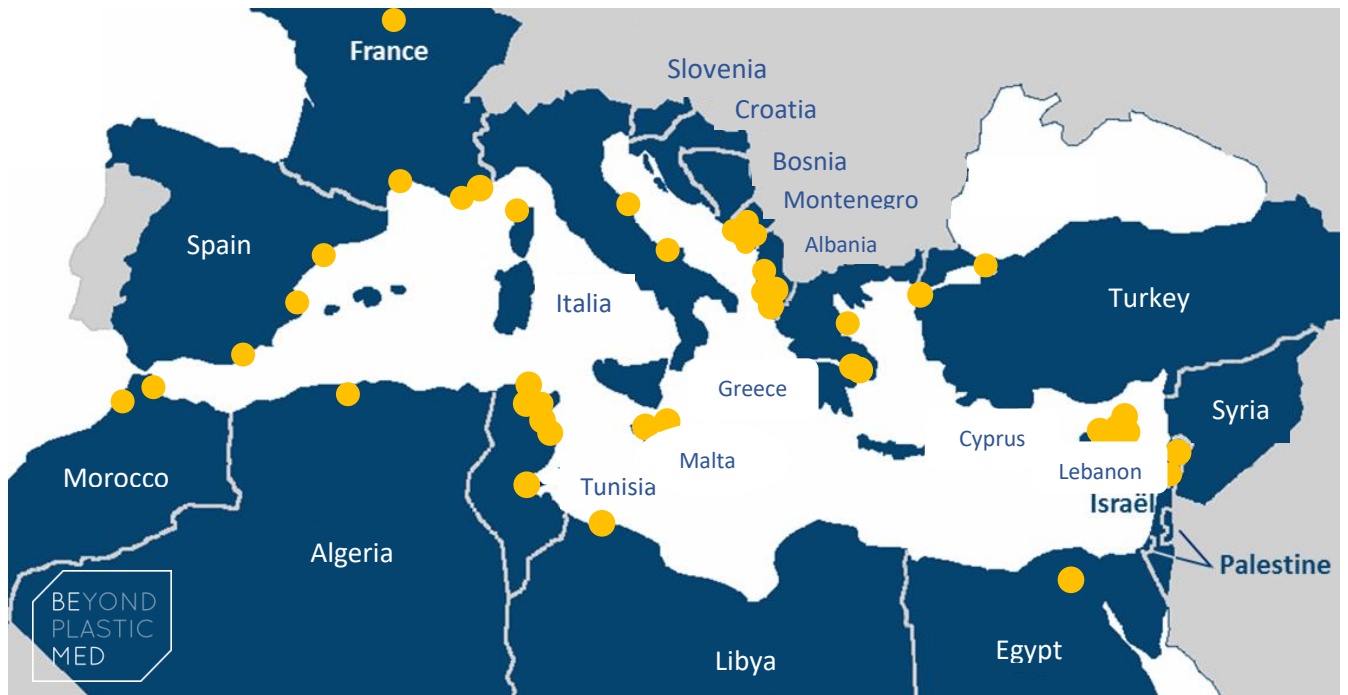 France
Slovenia
Croatia
Bosnia
Montenegro
Albania
Spain
Italia
Turkey
Greece
Syria
Cyprus
Malta
Lebanon
Morocco
Tunisia
Israël
Algeria
Palestine
BEYOND
PLASTIC
MED
Libya
Egypt